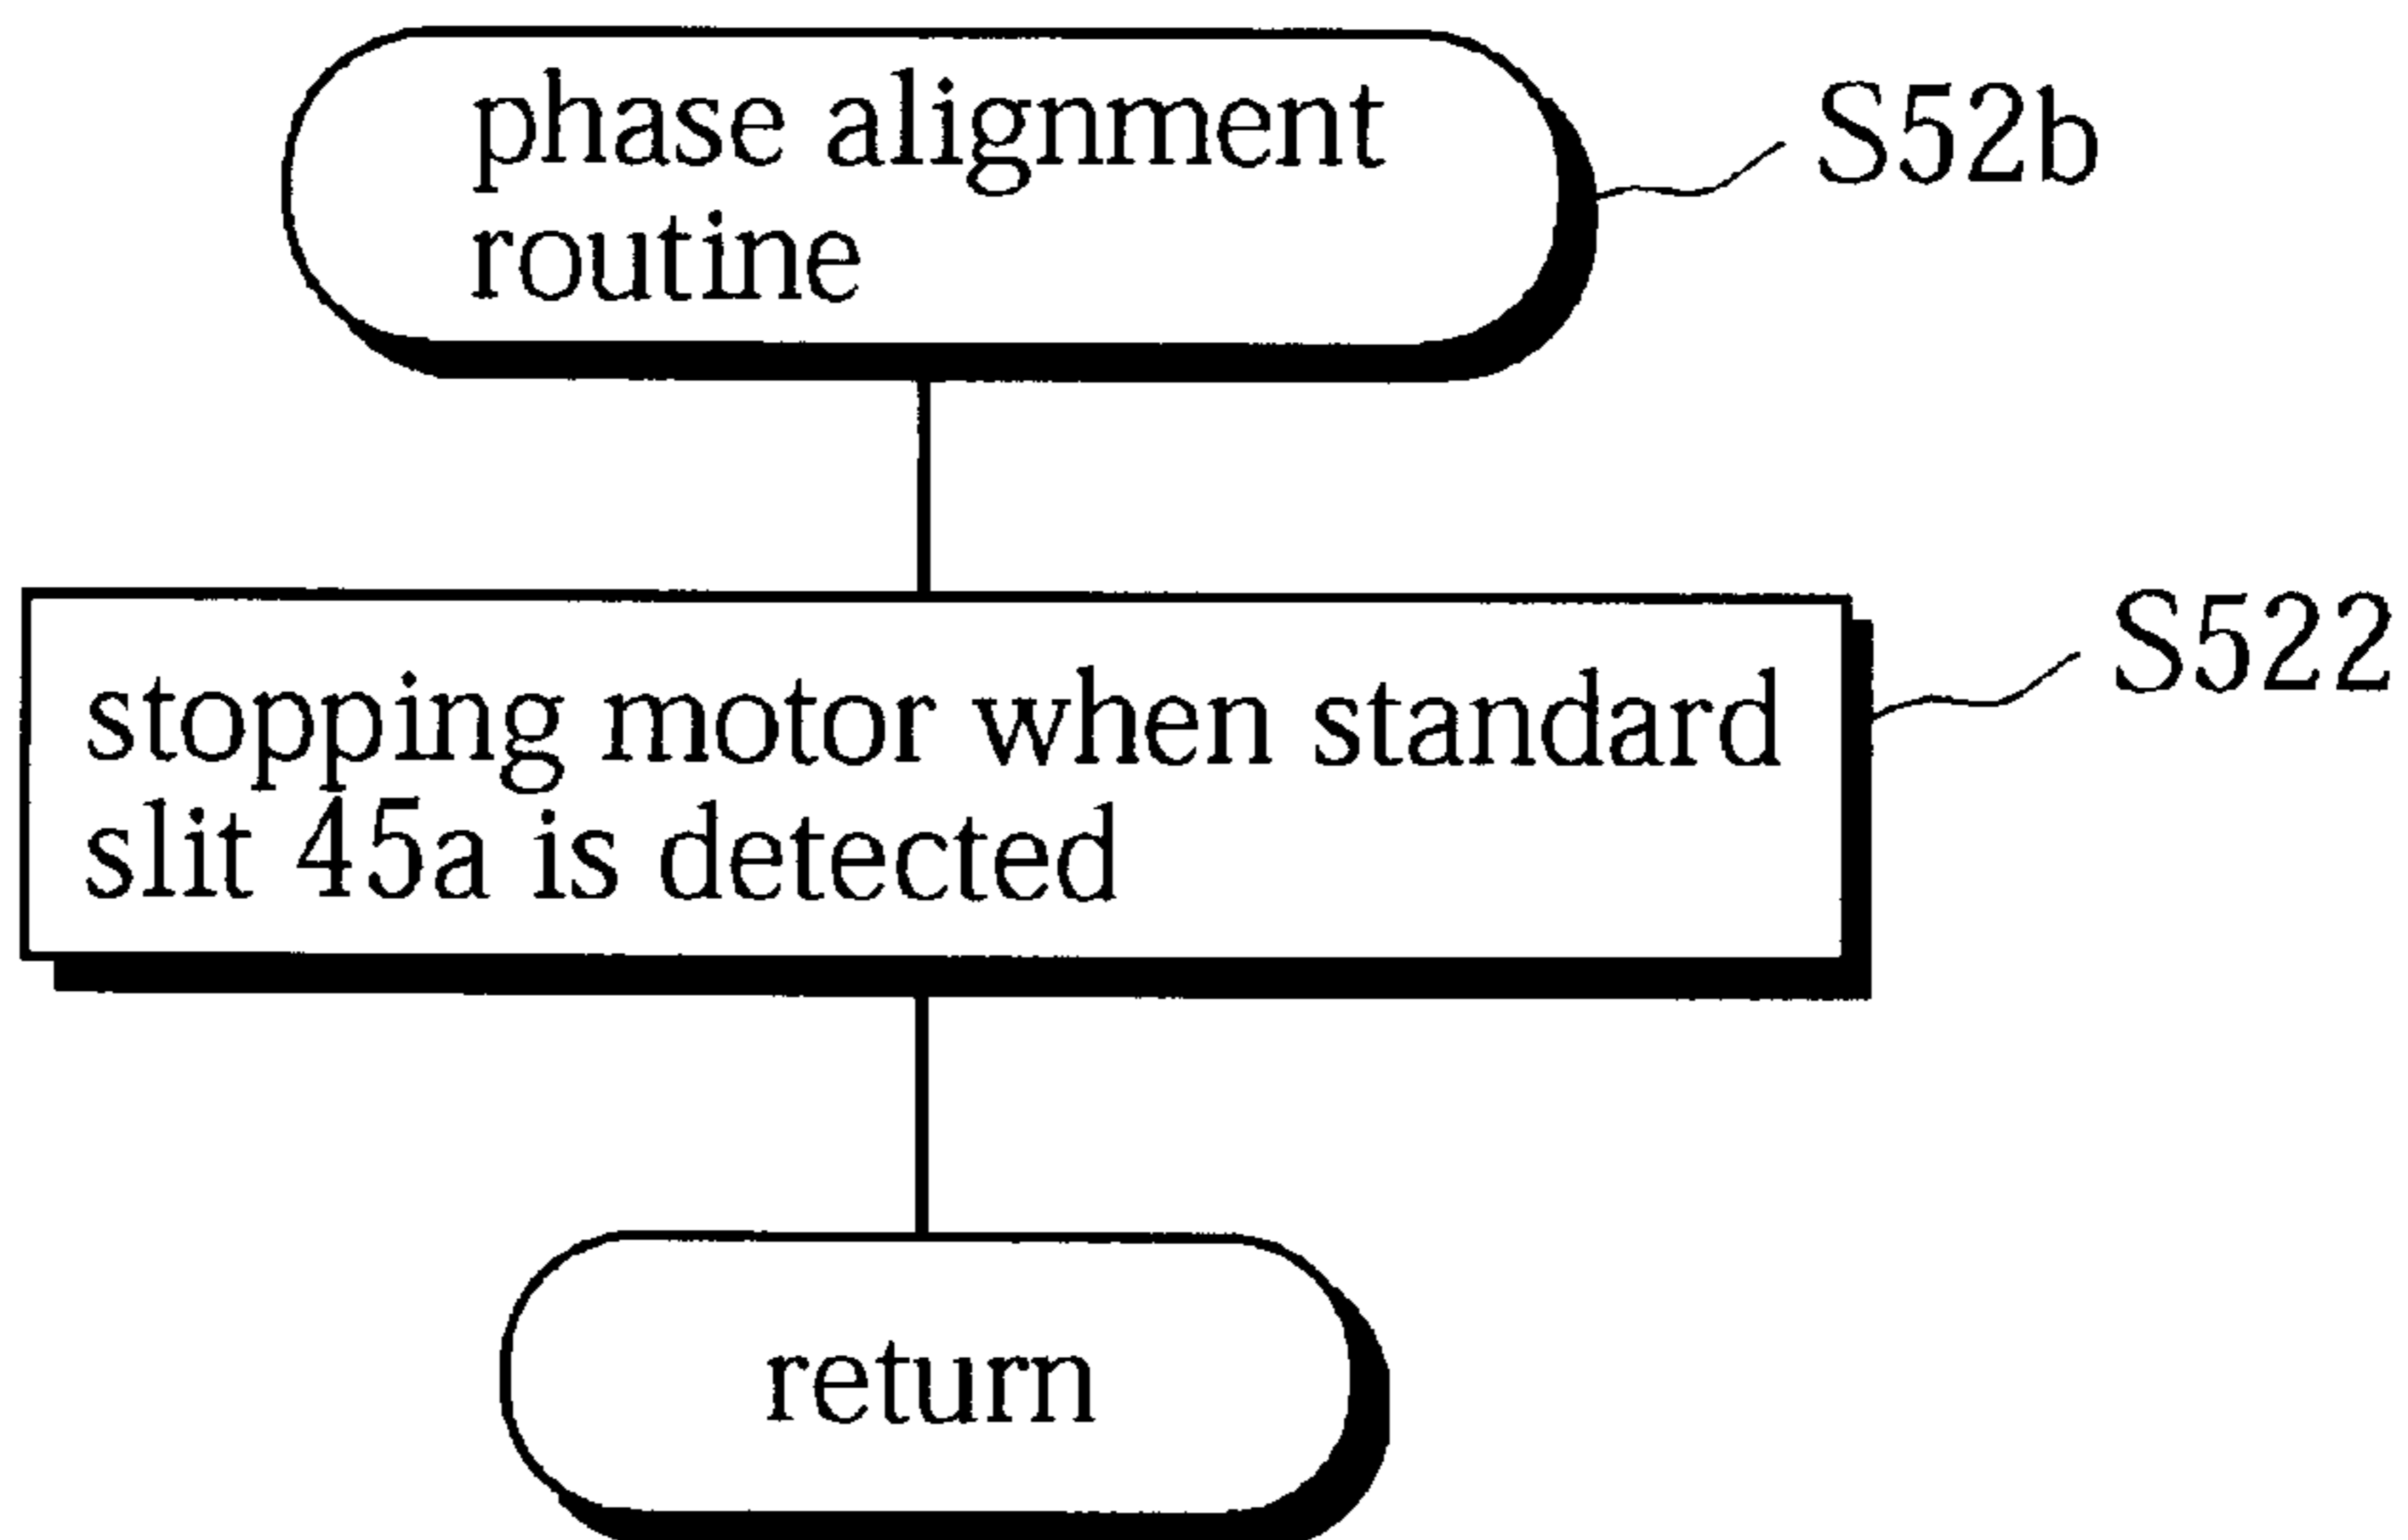 phase alignment
routine
S52b
stopping motor when standard
slit 45a is detected
S522
return